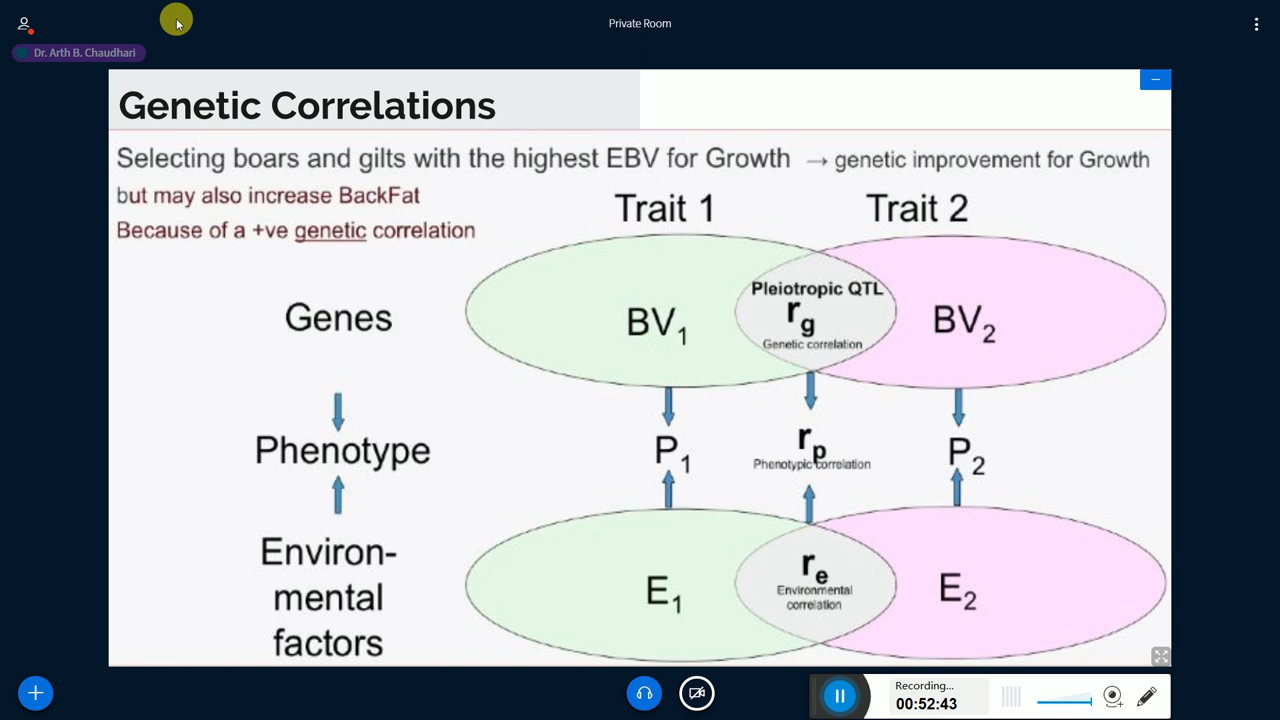 Private Room
Dr. Arth B. Chaudhari
Genetic Correlations
Selecting boars and gilts with the highest EBV for Growth → genetic improvement for Growth
but may also increase BackFat
Because of a +ve genetic correlation
Trait 1 Trait 2
Genes
Pleiotropic QTL
BV1 rg BV2
Genetic correlation
Phenotype P1 rp P2
Phenotypic correlation
Environ-
mental
factors
E1 re E2
Environmental
correlation
Recording...
00:52:43